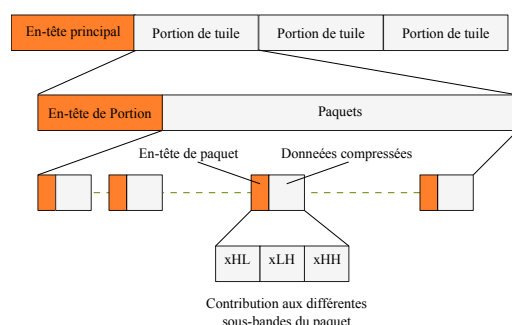 En-tête principal Portion de tuile Portion de tuile Portion de tuile
En-tête de Portion Paquets
En-tête de paquet Donneées compressées
xHL xLH xHH
Contribution aux différentes
sous-bandes du paquet